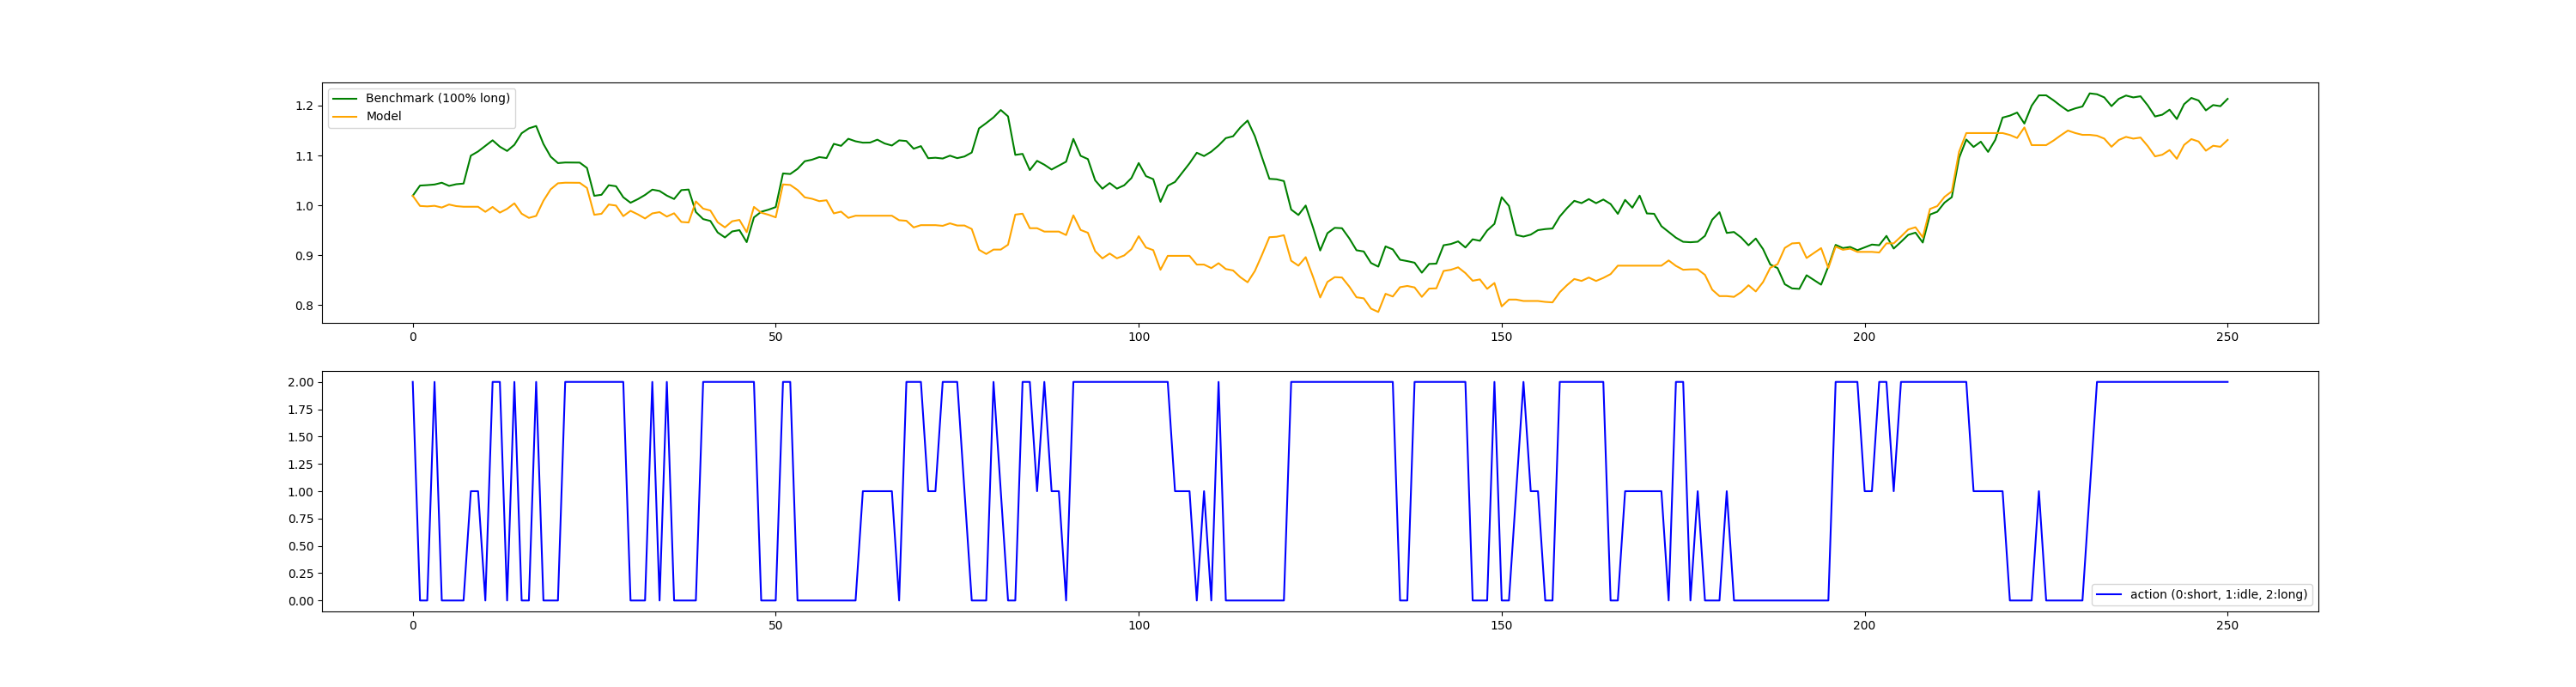 Benchmark (100% long)
Model
1.2
1.1
1.0
0.9
0.8
0 50 100 150 200 250
2.00
1.75
1.50
1.25
1.00
0.75
0.50
0.25
0.00
action (0:short, 1:idle, 2:long)
0 50 100 150 200 250